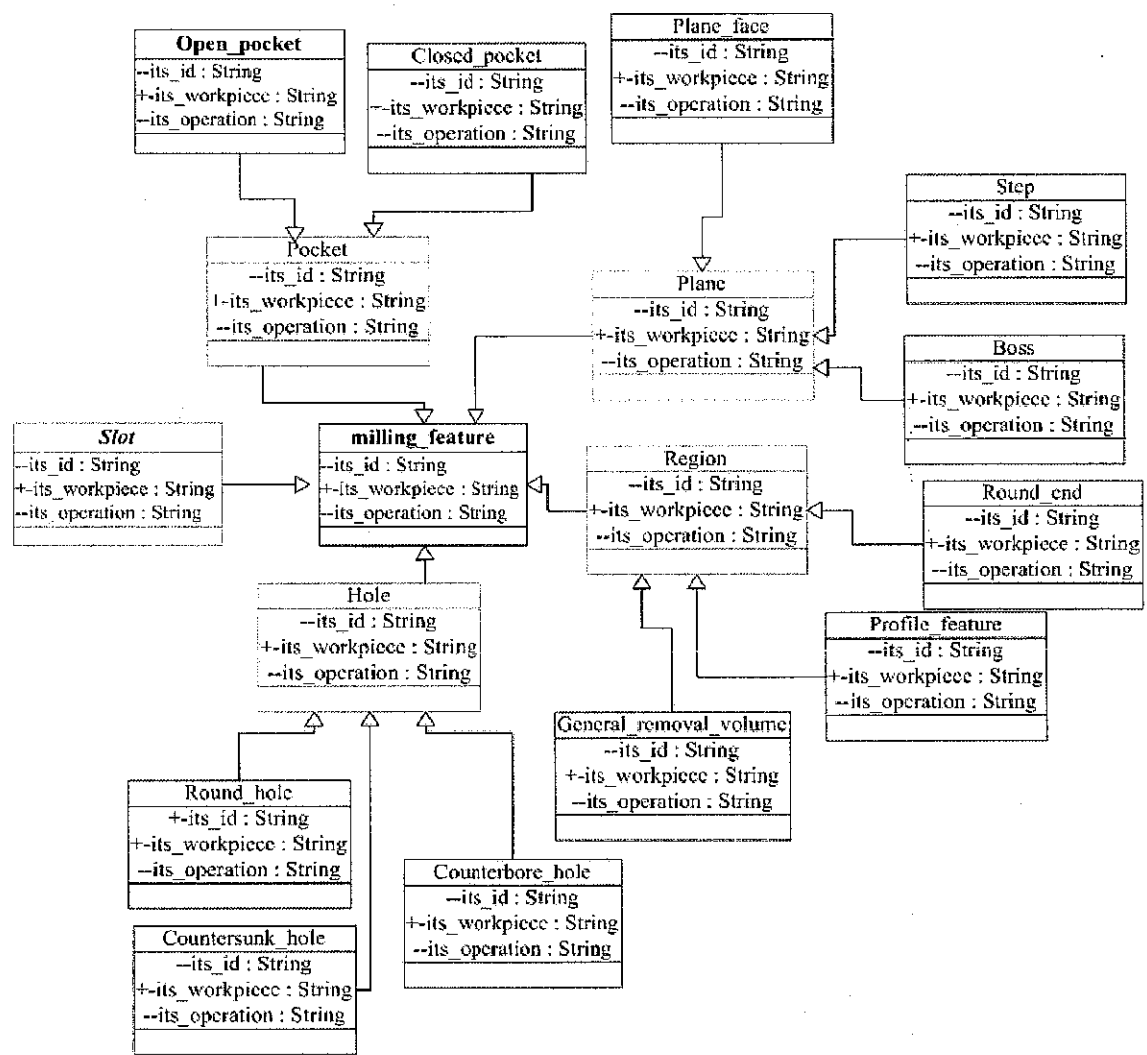 Open_pocket
--its_id : String
+-its_workpiece : String
--its_operation : String
Closed_pocket
--its_id : String
+-its_workpiece : String
--its_operation : String
Plane_face
--its_id : String
+-its_workpiece : String
--its_operation : String
Step
--its_id : String
+-its_workpiece : String
--its_operation : String
Pocket
--its_id : String
+-its_workpiece : String
--its_operation : String
Plane
--its_id : String
+-its_workpiece : String
--its_operation : String
Boss
--its_id : String
+-its_workpiece : String
--its_operation : String
Slot
--its_id : String
+-its_workpiece : String
--its_operation : String
milling_feature
--its_id : String
+-its_workpiece : String
--its_operation : String
Region
--its_id : String
+-its_workpiece : String
--its_operation : String
Round_end
--its_id : String
+-its_workpiece : String
--its_operation : String
Hole
--its_id : String
+-its_workpiece : String
--its_operation : String
Profile_feature
--its_id : String
+-its_workpiece : String
--its_operation : String
General_removal_volume
--its_id : String
+-its_workpiece : String
--its_operation : String
Round_hole
+-its_id : String
+-its_workpiece : String
--its_operation : String
Counterbore_hole
--its_id : String
+-its_workpiece : String
--its_operation : String
Countersunk_hole
--its_id : String
+-its_workpiece : String
--its_operation : String